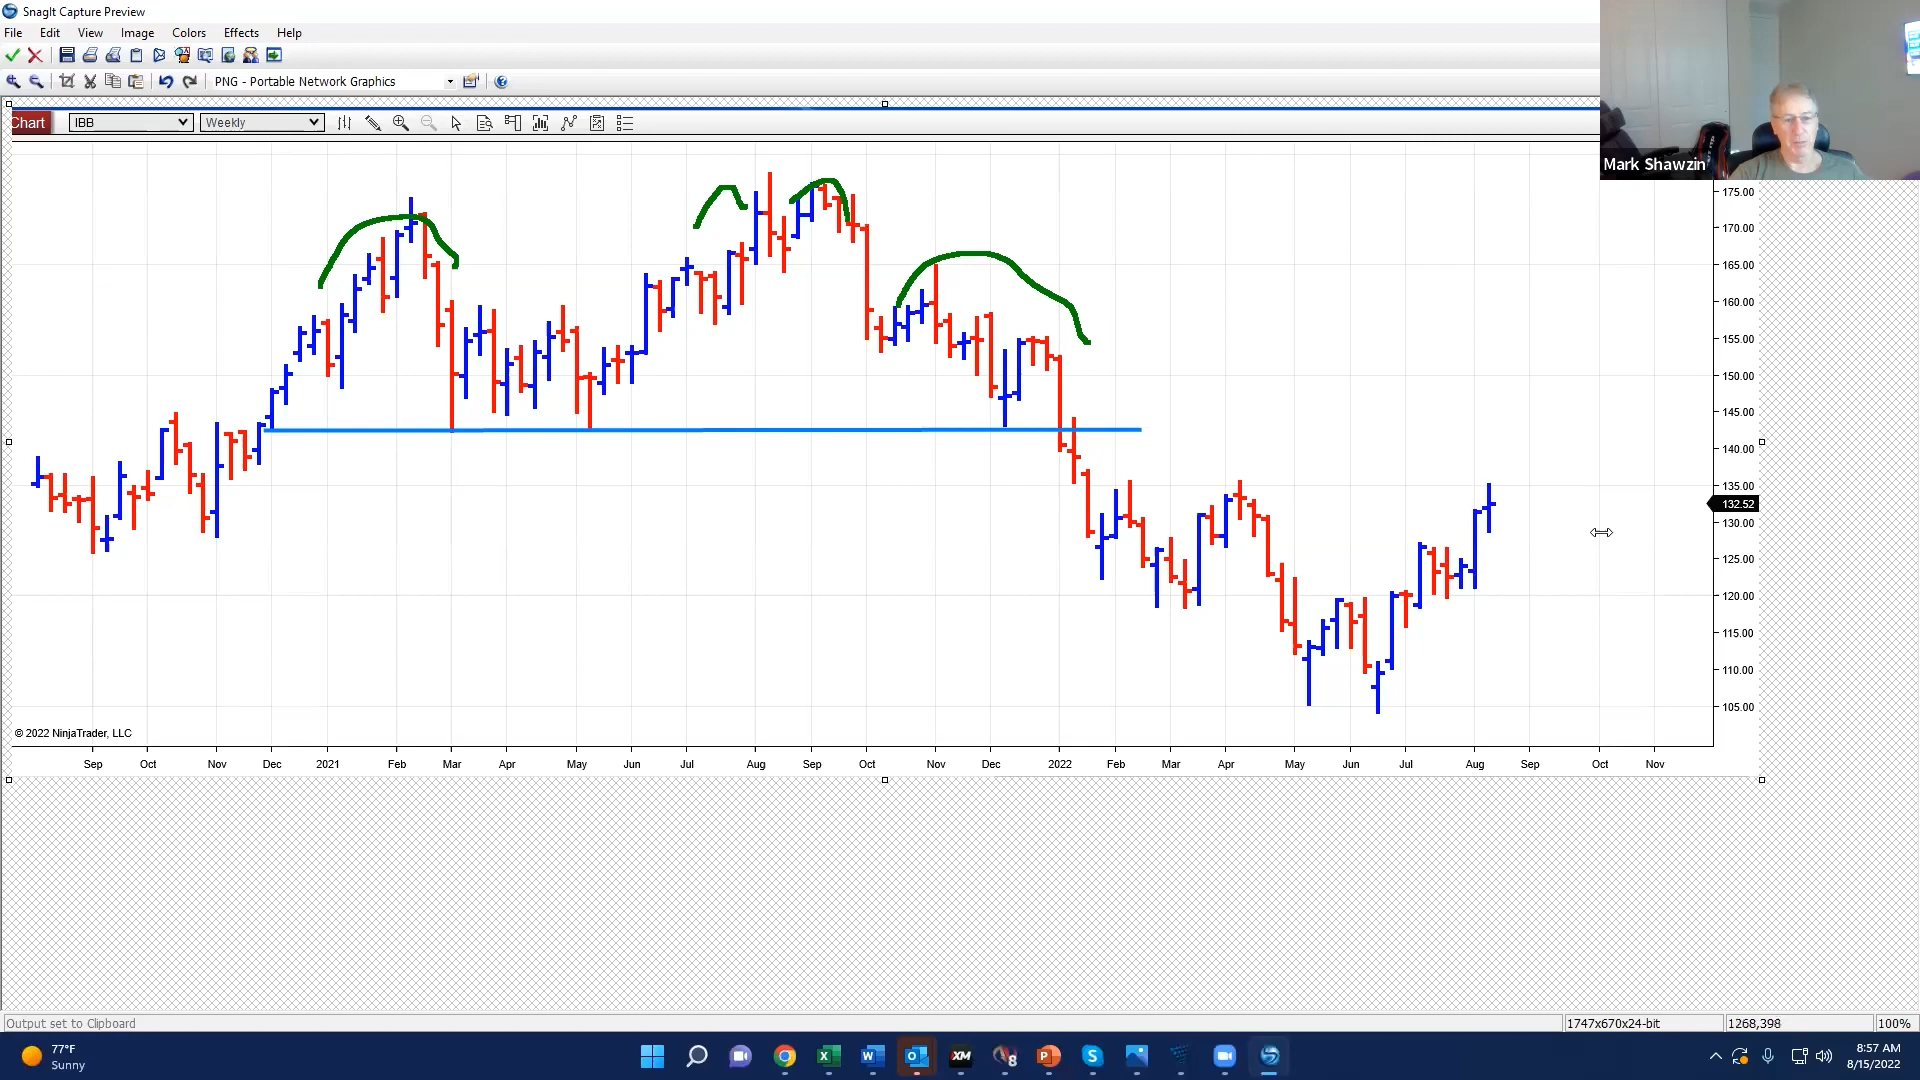 SnagIt Capture Preview
File Edit View Image Colors Effects Help
PNG - Portable Network Graphics
Chart IBB Weekly
Mark Shawzin
175.00
170.00
165.00
160.00
155.00
150.00
145.00
140.00
135.00
132.52
130.00
125.00
120.00
115.00
110.00
105.00
© 2022 NinjaTrader, LLC
Sep Oct Nov Dec 2021 Feb Mar Apr May Jun Jul Aug Sep Oct Nov Dec 2022 Feb Mar Apr May Jun Jul Aug Sep Oct Nov
Output set to Clipboard 1747x670x24-bit 1268,398 100%
77°F
Sunny
8:57 AM
8/15/2022